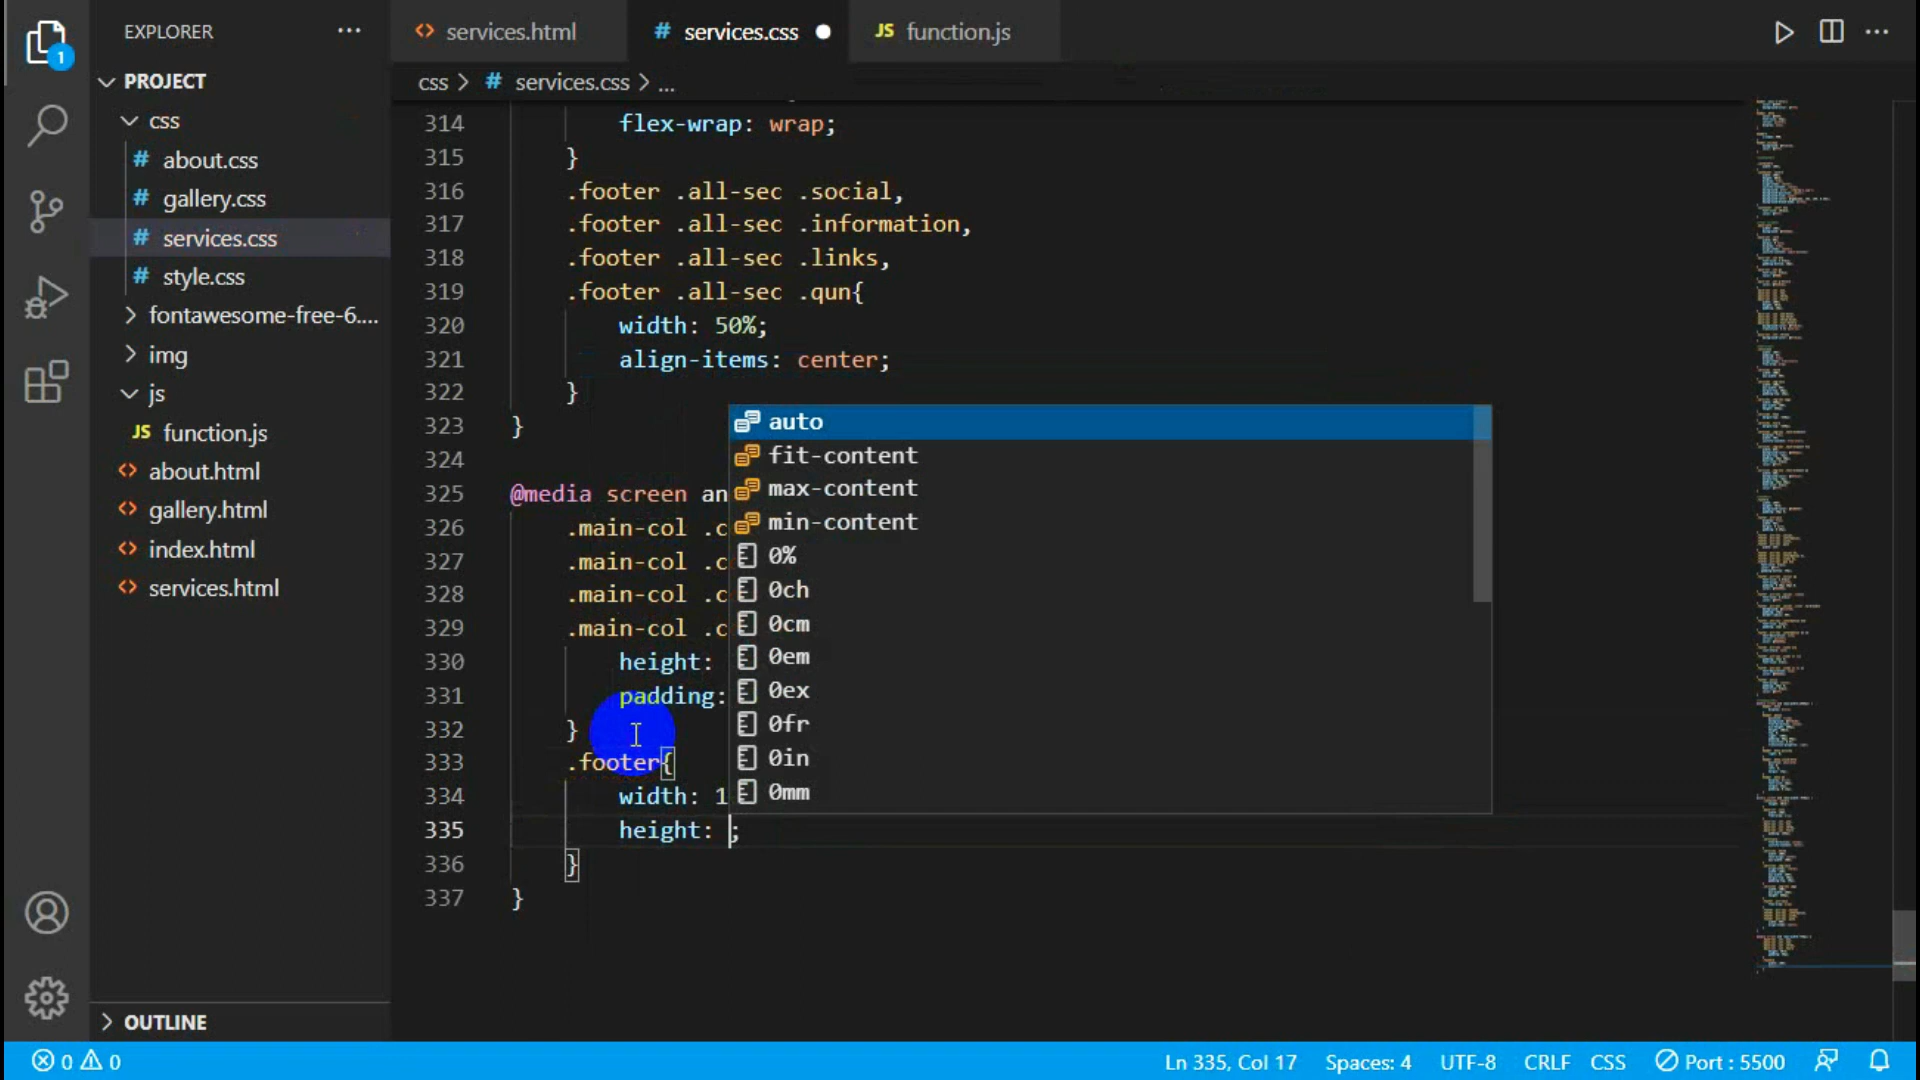 EXPLORER
PROJECT
css
# about.css
# gallery.css
# services.css
# style.css
fontawesome-free-6....
img
js
JS function.js
<> about.html
<> gallery.html
<> index.html
<> services.html
OUTLINE
1
<> services.html
# services.css
JS function.js
css > # services.css > ...
314 flex-wrap: wrap;
315 }
316 .footer .all-sec .social,
317 .footer .all-sec .information,
318 .footer .all-sec .links,
319 .footer .all-sec .qun{
320 width: 50%;
321 align-items: center;
322 }
323 }
324
325 @media screen an
326 .main-col .c
327 .main-col .c
328 .main-col .c
329 .main-col .c
330 height:
331 padding:
332 }
333 .footer{
334 width: 1
335 height: ;
336 }
337 }
auto
fit-content
max-content
min-content
0%
0ch
0cm
0em
0ex
0fr
0in
0mm
0 0
Ln 335, Col 17
Spaces: 4
UTF-8
CRLF
CSS
Port : 5500